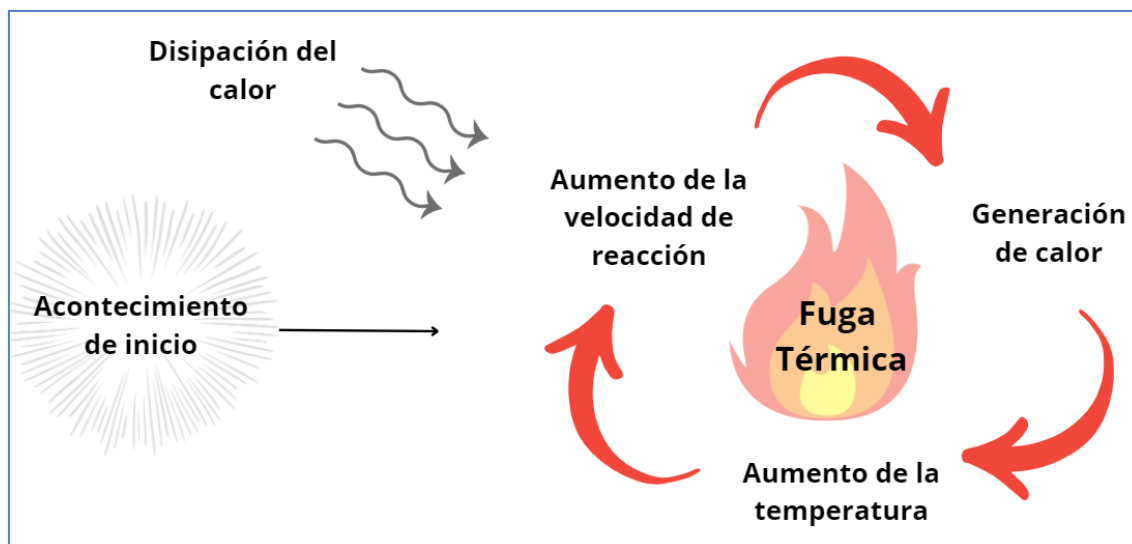 Disipación del
calor
Acontecimiento
de inicio
Aumento de la
velocidad de
reacción
Generación
de calor
Fuga
Térmica
Aumento de la
temperatura